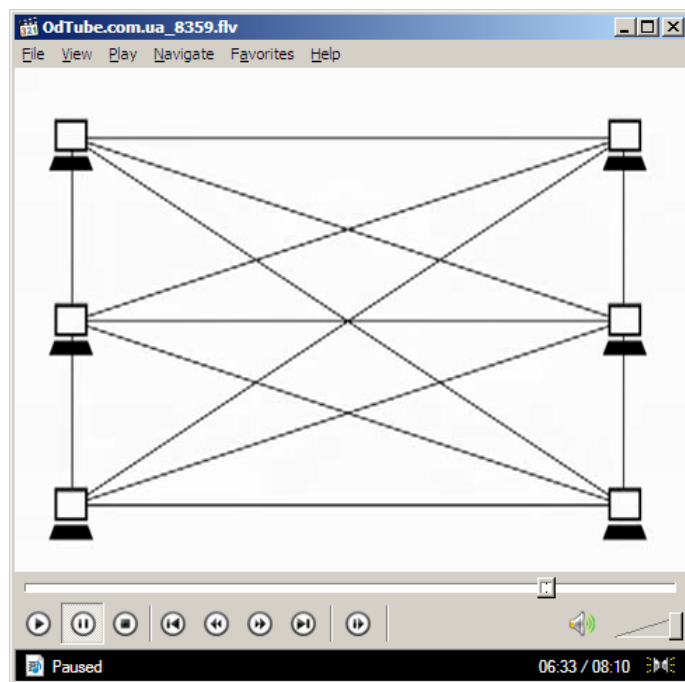 OdTube.com.ua_8359.flv
File View Play Navigate Favorites Help
Paused 06:33 / 08:10